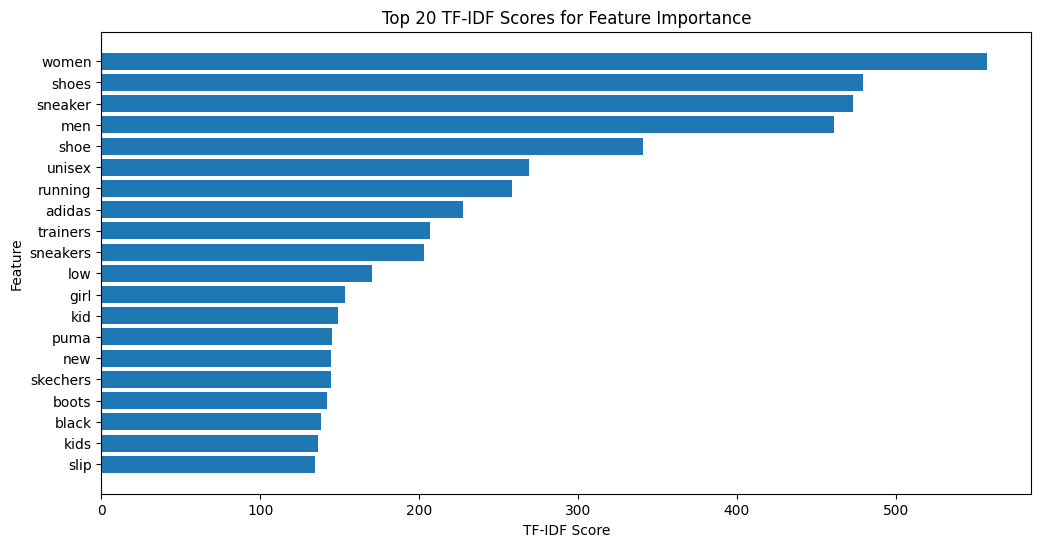 Top 20 TF-IDF Scores for Feature Importance
women
shoes
sneaker
men
shoe
unisex
running
adidas
trainers
sneakers
low
girl
kid
puma
new
skechers
boots
black
kids
slip
Feature
0 100 200 300 400 500
TF-IDF Score